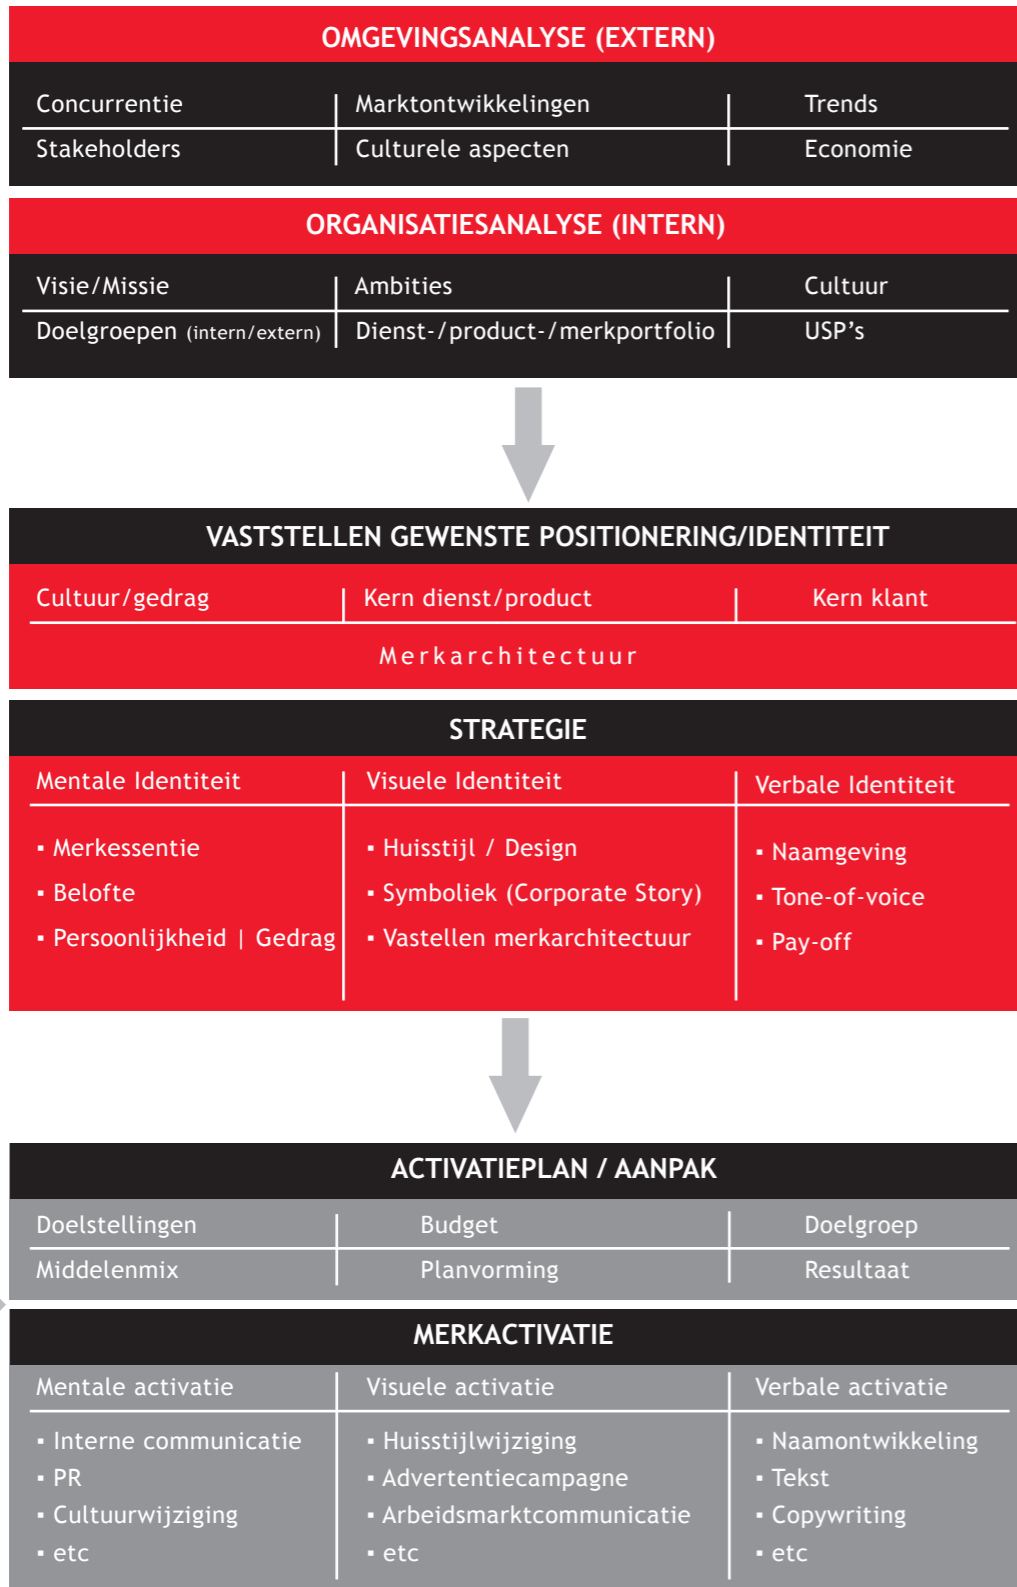 OMGEVINGSANALYSE (EXTERN)
Concurrentie Marktontwikkelingen Trends
Stakeholders Culturele aspecten Economie
ORGANISATIESANALYSE (INTERN)
Visie/Missie Ambities Cultuur
Doelgroepen (intern/extern) Dienst-/product-/merkportfolio USP's
VASTSTELLEN GEWENSTE POSITIONERING/IDENTITEIT
Cultuur/gedrag Kern dienst/product Kern klant
Merkarchitectuur
STRATEGIE
Mentale Identiteit Visuele Identiteit Verbale Identiteit
▪ Merkessentie ▪ Huisstijl / Design ▪ Naamgeving
▪ Belofte ▪ Symboliek (Corporate Story) ▪ Tone-of-voice
▪ Persoonlijkheid | Gedrag ▪ Vastellen merkarchitectuur ▪ Pay-off
ACTIVATIEPLAN / AANPAK
Doelstellingen Budget Doelgroep
Middelenmix Planvorming Resultaat
MERKACTIVATIE
Mentale activatie Visuele activatie Verbale activatie
▪ Interne communicatie ▪ Huisstijlwijziging ▪ Naamontwikkeling
▪ PR ▪ Advertentiecampagne ▪ Tekst
▪ Cultuurwijziging ▪ Arbeidsmarktcommunicatie ▪ Copywriting
▪ etc ▪ etc ▪ etc